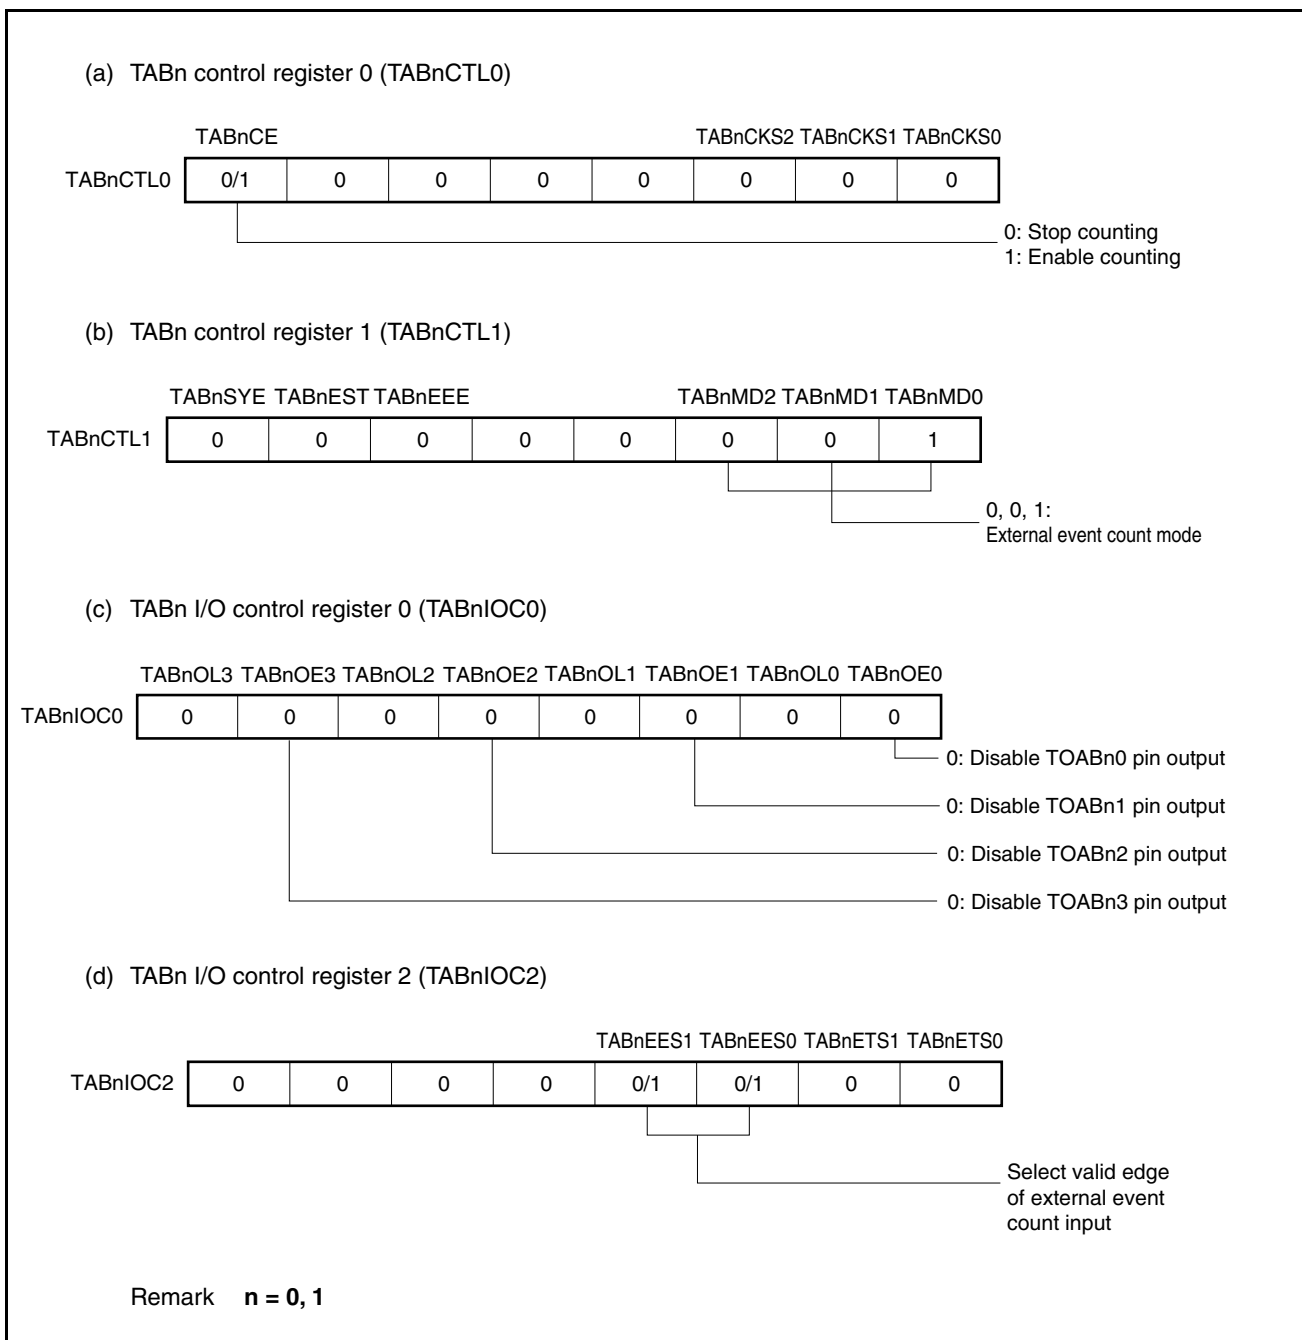 (a) TABn control register 0 (TABnCTL0)
TABnCE TABnCKS2 TABnCKS1 TABnCKS0
TABnCTL0 0/1 0 0 0 0 0 0 0
0: Stop counting
1: Enable counting
(b) TABn control register 1 (TABnCTL1)
TABnSYE TABnEST TABnEEE TABnMD2 TABnMD1 TABnMD0
TABnCTL1 0 0 0 0 0 0 0 1
0, 0, 1:
External event count mode
(c) TABn I/O control register 0 (TABnIOC0)
TABnOL3 TABnOE3 TABnOL2 TABnOE2 TABnOL1 TABnOE1 TABnOL0 TABnOE0
TABnIOC0 0 0 0 0 0 0 0 0
0: Disable TOABn0 pin output
0: Disable TOABn1 pin output
0: Disable TOABn2 pin output
0: Disable TOABn3 pin output
(d) TABn I/O control register 2 (TABnIOC2)
TABnEES1 TABnEES0 TABnETS1 TABnETS0
TABnIOC2 0 0 0 0 0/1 0/1 0 0
Select valid edge
of external event
count input
Remark n = 0, 1